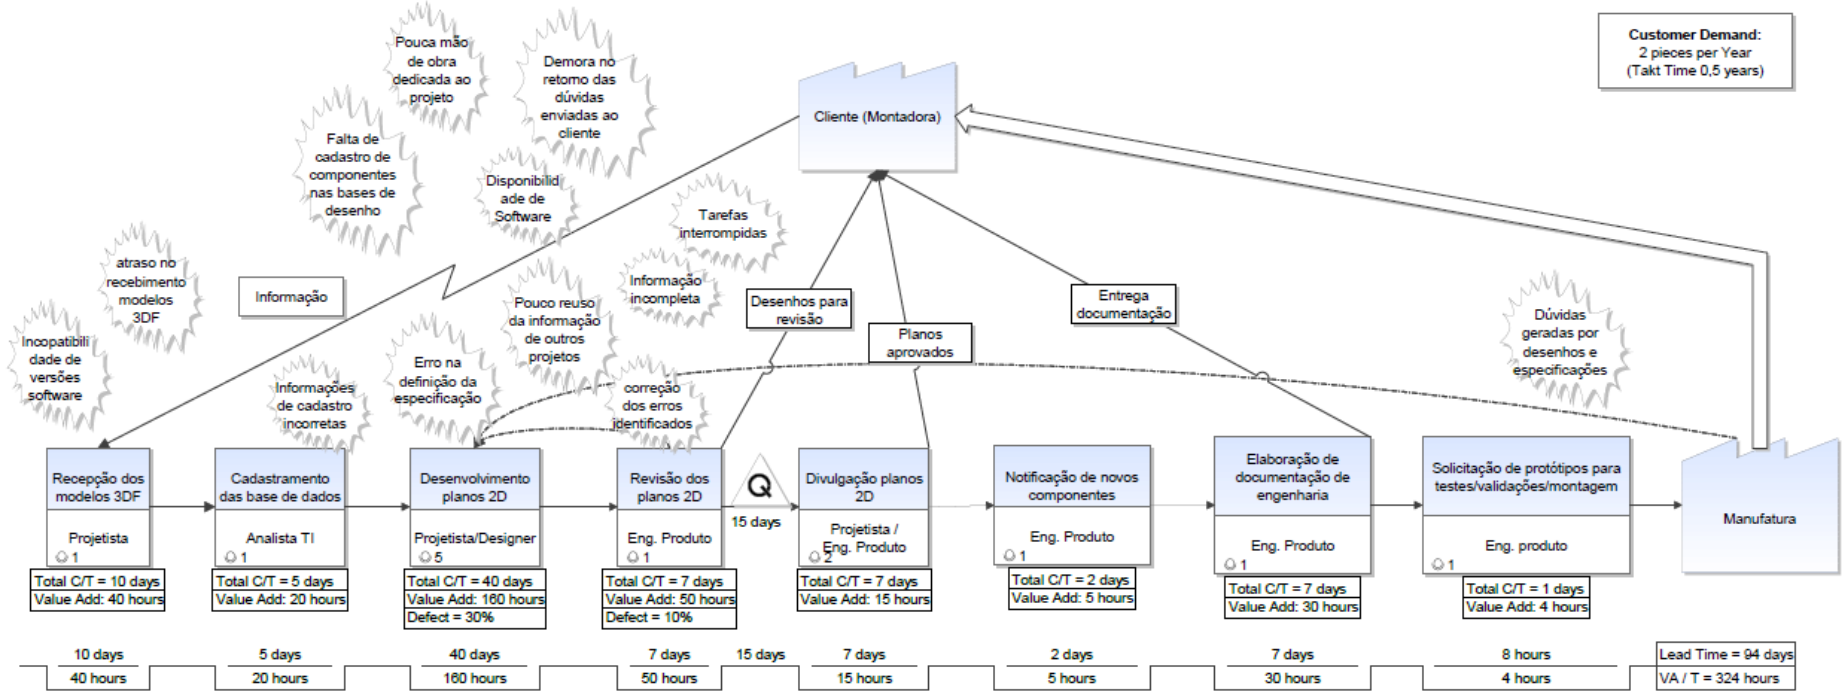 Customer Demand:
2 pieces per Year
(Takt Time 0,5 years)
Pouca mão
de obra
dedicada ao
projeto
Demora no
retorno das
dúvidas
enviadas ao
cliente
Falta de
cadastro de
componentes
nas bases de
desenho
Disponibilid
ade de
Software
Tarefas
interrompidas
Cliente (Montadora)
atraso no
recebimento
modelos
3DF
Informação
Incopatibili
dade de
versões
software
Informações
de cadastro
incorretas
Erro na
definição da
especificação
Pouco reuso
da informação
de outros
projetos
Informação
incompleta
correção
dos erros
identificados
Desenhos para
revisão
Planos
aprovados
Entrega
documentação
Dúvidas
geradas por
desenhos e
especificações
Recepção dos
modelos 3DF
Projetista
1
Total C/T = 10 days
Value Add: 40 hours
Cadastramento
das base de dados
Analista TI
1
Total C/T = 5 days
Value Add: 20 hours
Desenvolvimento
planos 2D
Projetista/Designer
5
Total C/T = 40 days
Value Add: 160 hours
Defect = 30%
Revisão dos
planos 2D
Eng. Produto
1
Total C/T = 7 days
Value Add: 50 hours
Defect = 10%
Q
15 days
Divulgação planos
2D
Projetista /
Eng. Produto
2
Total C/T = 7 days
Value Add: 15 hours
Notificação de novos
componentes
Eng. Produto
1
Total C/T = 2 days
Value Add: 5 hours
Elaboração de
documentação de
engenharia
Eng. Produto
1
Total C/T = 7 days
Value Add: 30 hours
Solicitação de protótipos para
testes/validações/montagem
Eng. produto
1
Total C/T = 1 days
Value Add: 4 hours
Manufatura
10 days
5 days
40 days
7 days
15 days
7 days
2 days
7 days
8 hours
Lead Time = 94 days
40 hours
20 hours
160 hours
50 hours
15 hours
5 hours
30 hours
4 hours
VA / T = 324 hours